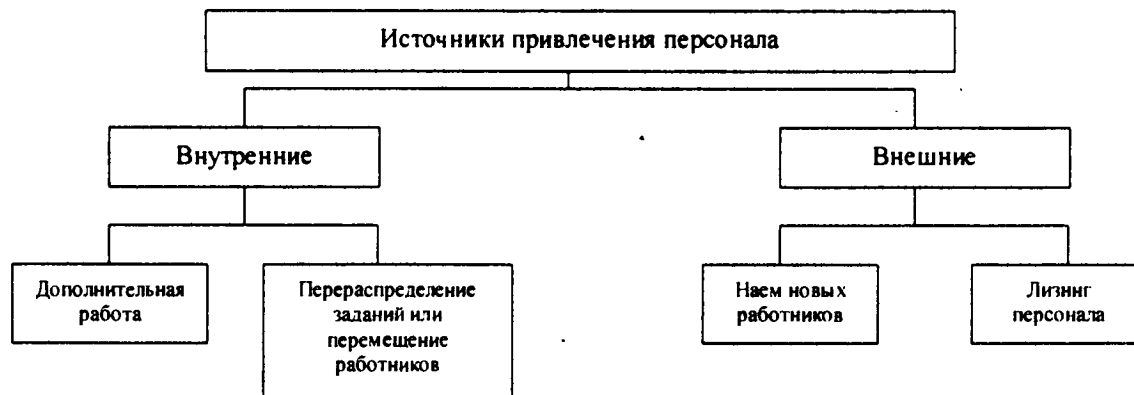 Источники привлечения персонала
Внутренние
Внешние
Дополнительная
работа
Перераспределение
заданий или
перемещение
работников
Наем новых
работников
Лизинг
персонала